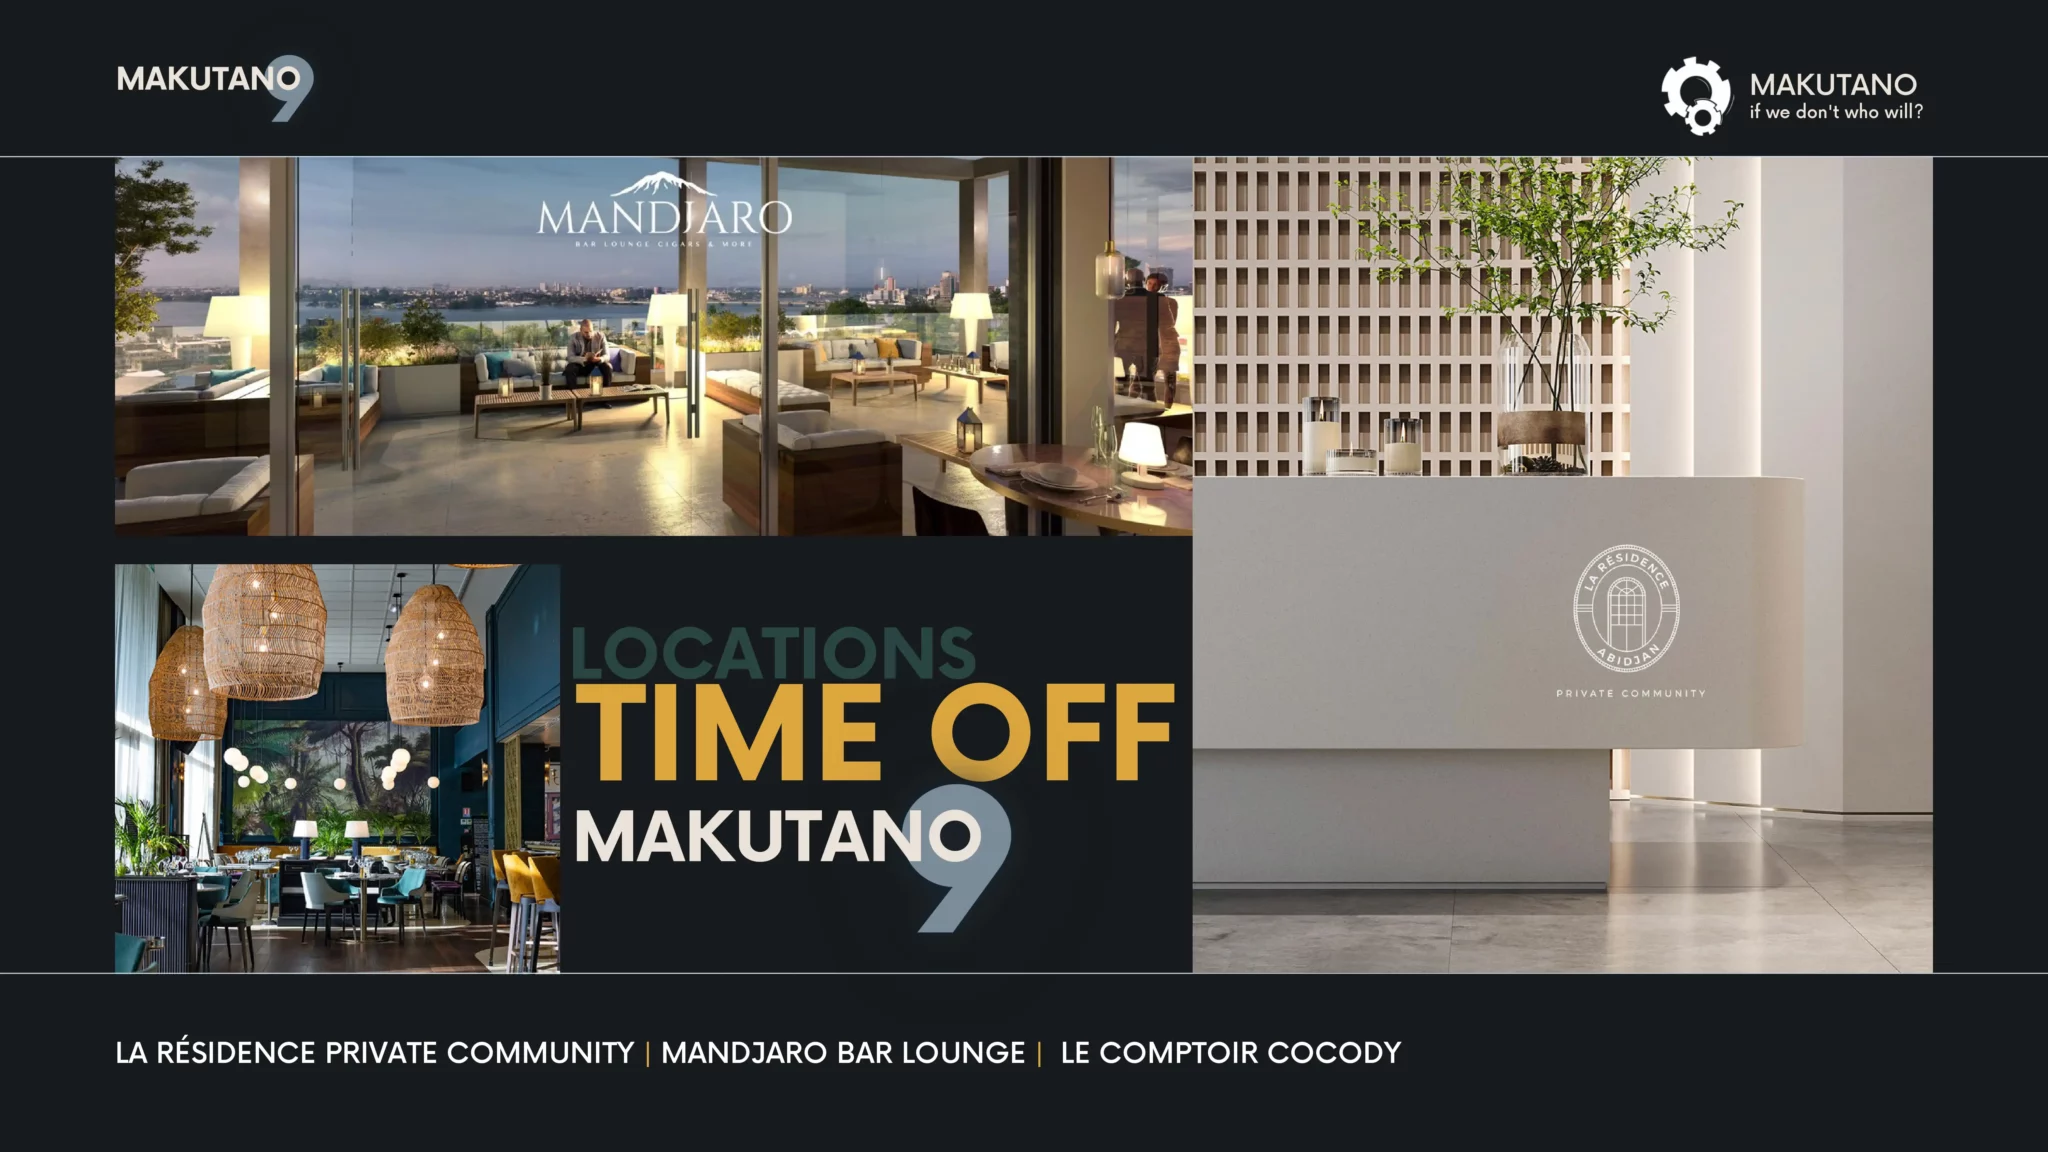 MAKUTANO9
MAKUTANO
if we don't who will?
MANDJARO
BAR LOUNGE CIGARS & MORE
LA RÉSIDENCE
ABIDJAN
PRIVATE COMMUNITY
LOCATIONS
TIME OFF
MAKUTANO9
LA RÉSIDENCE PRIVATE COMMUNITY | MANDJARO BAR LOUNGE | LE COMPTOIR COCODY